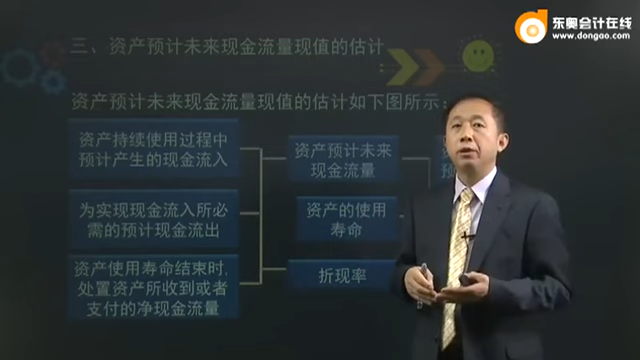 东奥会计在线
www.dongao.com
三、资产预计未来现金流量现值的估计
资产预计未来现金流量现值的估计如下图所示：
资产持续使用过程中
预计产生的现金流入
为实现现金流入所必
需的预计现金流出
资产使用寿命结束时，
处置资产所收到或者
支付的净现金流量
资产预计未来
现金流量
资产的使用
寿命
折现率